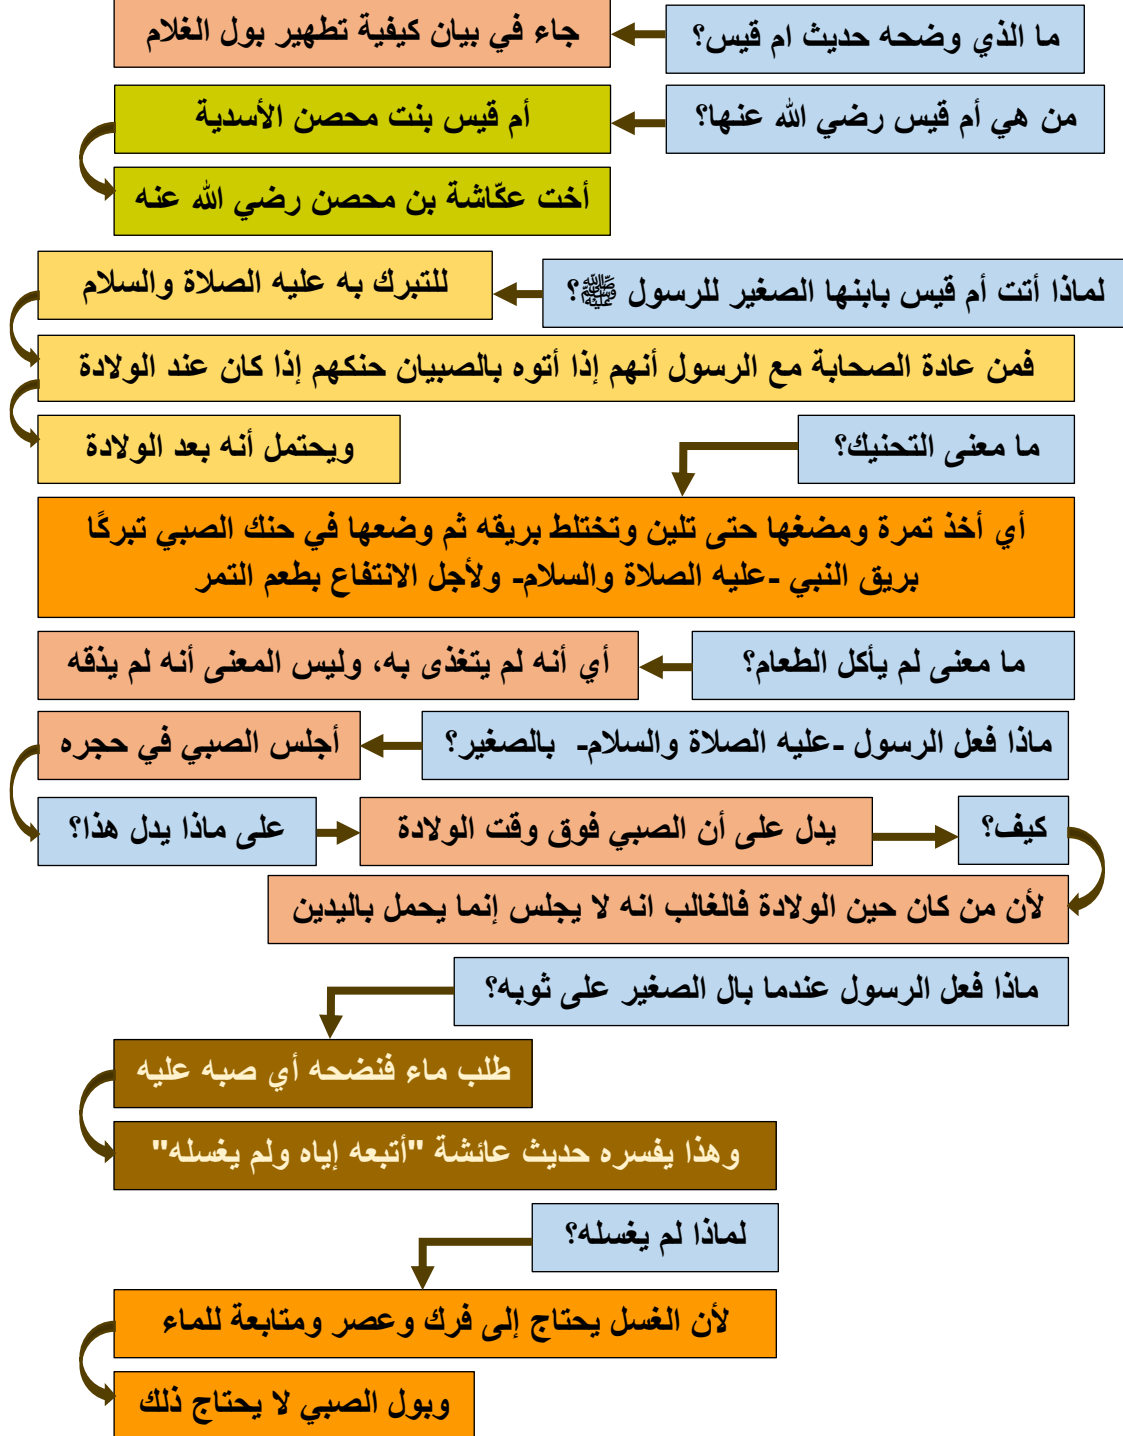 ما الذي وضحه حديث ام قيس؟
جاء في بيان كيفية تطهير بول الغلام
من هي أم قيس رضي الله عنها؟
أم قيس بنت محصن الأسدية
أخت عكّاشة بن محصن رضي الله عنه
لماذا أتت أم قيس بابنها الصغير للرسول ﷺ؟
للتبرك به عليه الصلاة والسلام
فمن عادة الصحابة مع الرسول أنهم إذا أتوه بالصبيان حنكهم إذا كان عند الولادة
ويحتمل أنه بعد الولادة
ما معنى التحنيك؟
أي أخذ تمرة ومضغها حتى تلين وتختلط بريقه ثم وضعها في حنك الصبي تبركًا
بريق النبي -عليه الصلاة والسلام- ولأجل الانتفاع بطعم التمر
ما معنى لم يأكل الطعام؟
أي أنه لم يتغذى به، وليس المعنى أنه لم يذقه
ماذا فعل الرسول -عليه الصلاة والسلام- بالصغير؟
أجلس الصبي في حجره
على ماذا يدل هذا؟
يدل على أن الصبي فوق وقت الولادة
كيف؟
لأن من كان حين الولادة فالغالب انه لا يجلس إنما يحمل باليدين
ماذا فعل الرسول عندما بال الصغير على ثوبه؟
طلب ماء فنضحه أي صبه عليه
وهذا يفسره حديث عائشة "أتبعه إياه ولم يغسله"
لماذا لم يغسله؟
لأن الغسل يحتاج إلى فرك وعصر ومتابعة للماء
وبول الصبي لا يحتاج ذلك